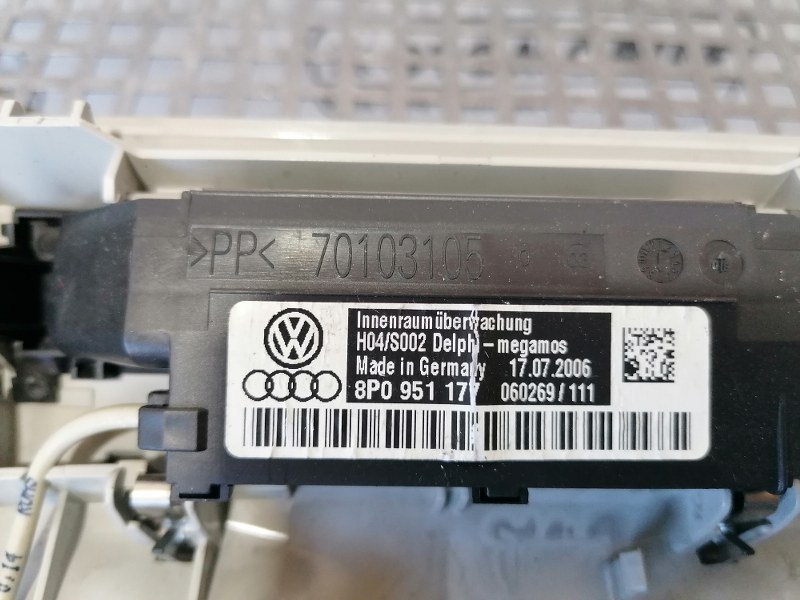 >PP< 70103105
Innenraumüberwachung
H04/S002 Delphi-megamos
Made in Germany 17.07.2006
8P0 951 177 060269/111